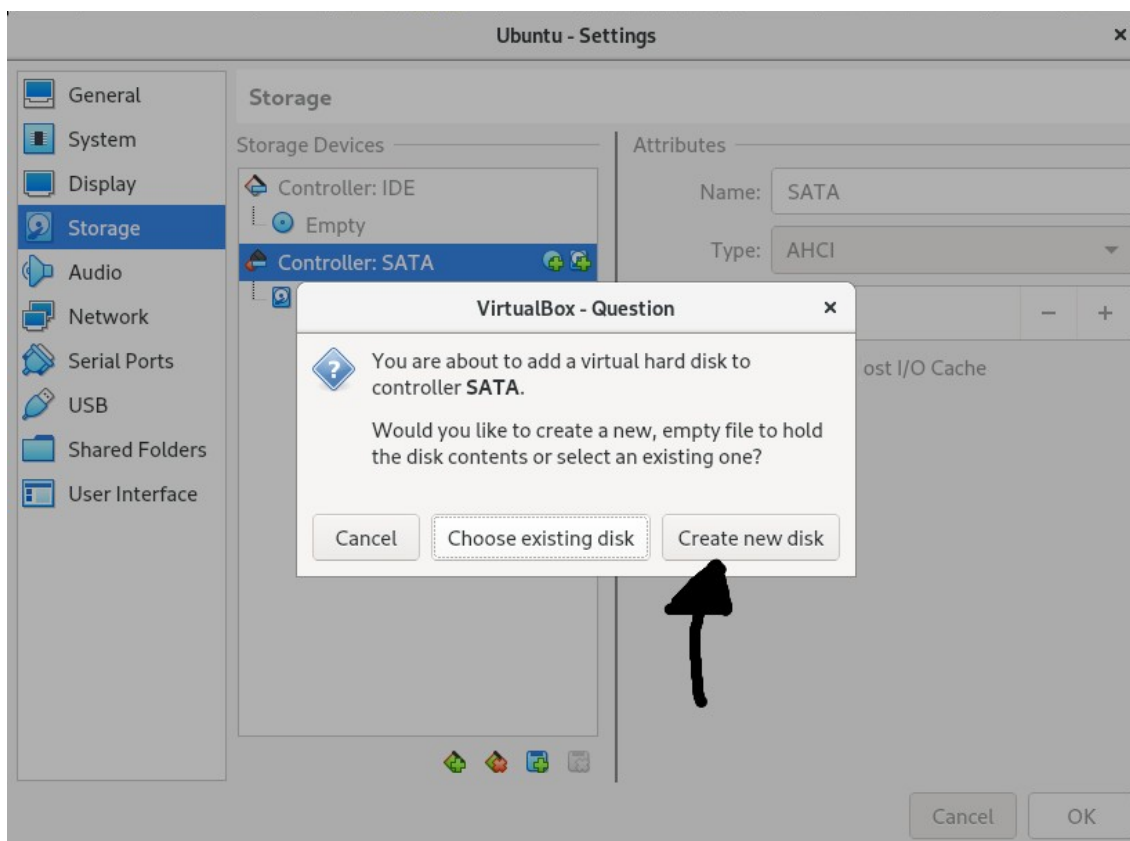 Ubuntu - Settings
General
System
Display
Storage
Audio
Network
Serial Ports
USB
Shared Folders
User Interface
Storage
Storage Devices
Controller: IDE
Empty
Controller: SATA
Attributes
Name: SATA
Type: AHCI
ost I/O Cache
VirtualBox - Question
You are about to add a virtual hard disk to
controller SATA.
Would you like to create a new, empty file to hold
the disk contents or select an existing one?
Cancel
Choose existing disk
Create new disk
Cancel
OK